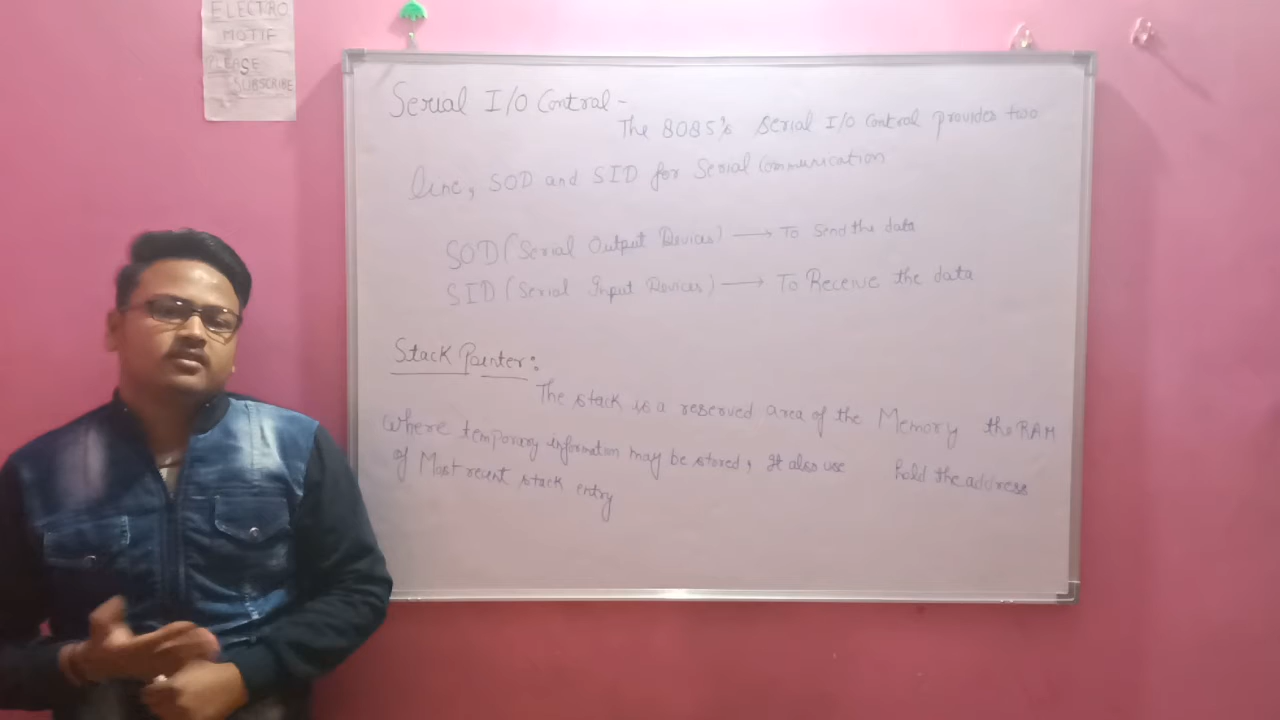 ELECTRO
MOTIF
PLEASE
SUBSCRIBE
Serial I/O Control -
The 8085's serial I/O control provides two
line, SOD and SID for Serial Communication
SOD (Serial Output Devices) → To Send the data
SID (Serial Input Devices) → To Receive the data
Stack Pointer:
The stack is a reserved area of the Memory the RAM
where temporary information may be stored, It also use hold the address
of Most recent stack entry